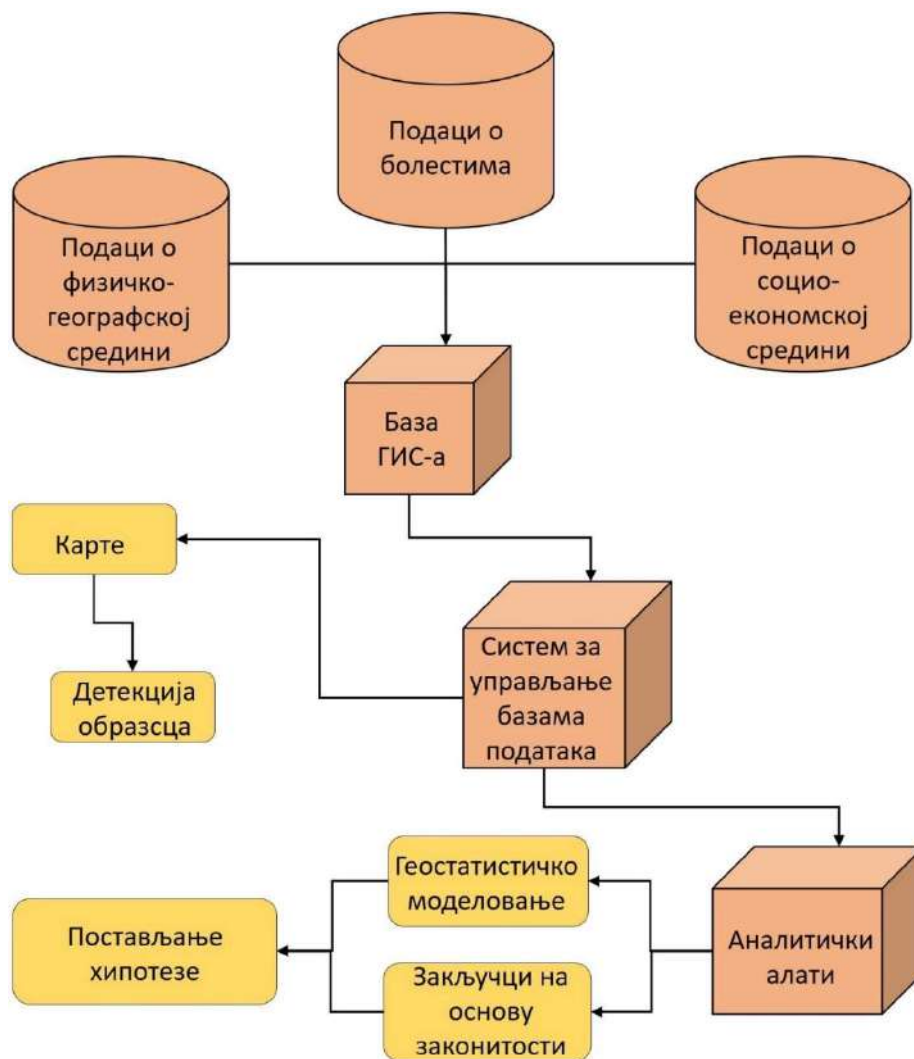 Подаци о
болестима
Подаци о
физичко-
географској
средини
Подаци о
социо-
економској
средини
База
ГИС-а
Карте
Детекција
образсца
Систем за
управљање
базама
података
Геостатистичко
моделовање
Постављање
хипотезе
Закључци на
основу
законитости
Аналитички
алати